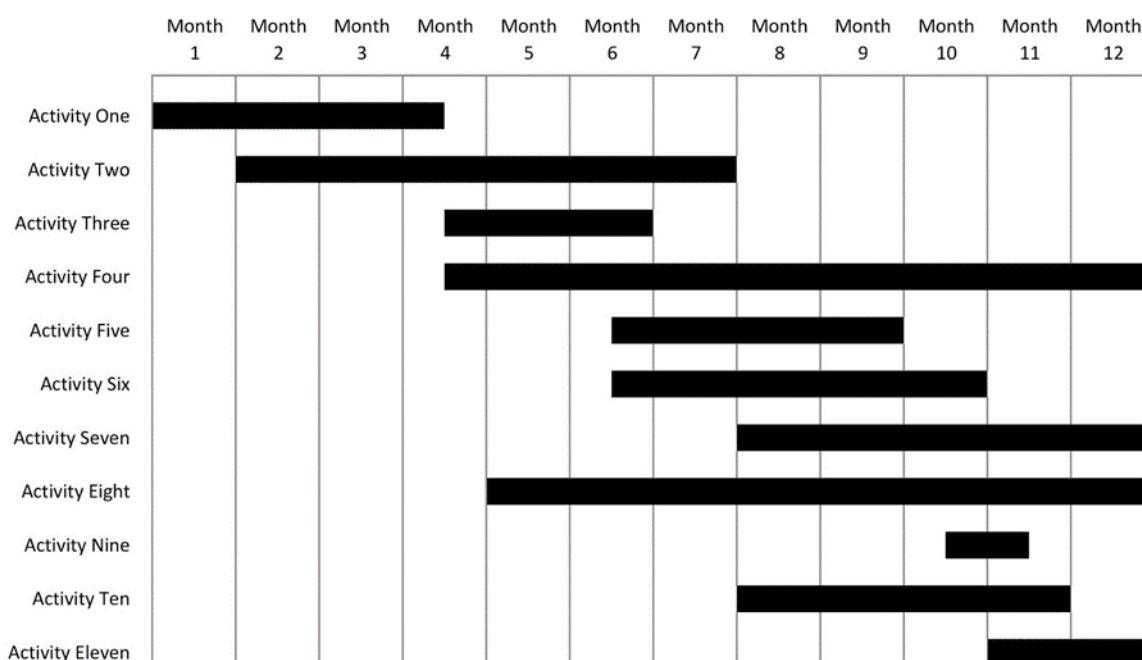 Month Month Month Month Month Month Month Month Month Month Month Month
1 2 3 4 5 6 7 8 9 10 11 12
Activity One
Activity Two
Activity Three
Activity Four
Activity Five
Activity Six
Activity Seven
Activity Eight
Activity Nine
Activity Ten
Activity Eleven